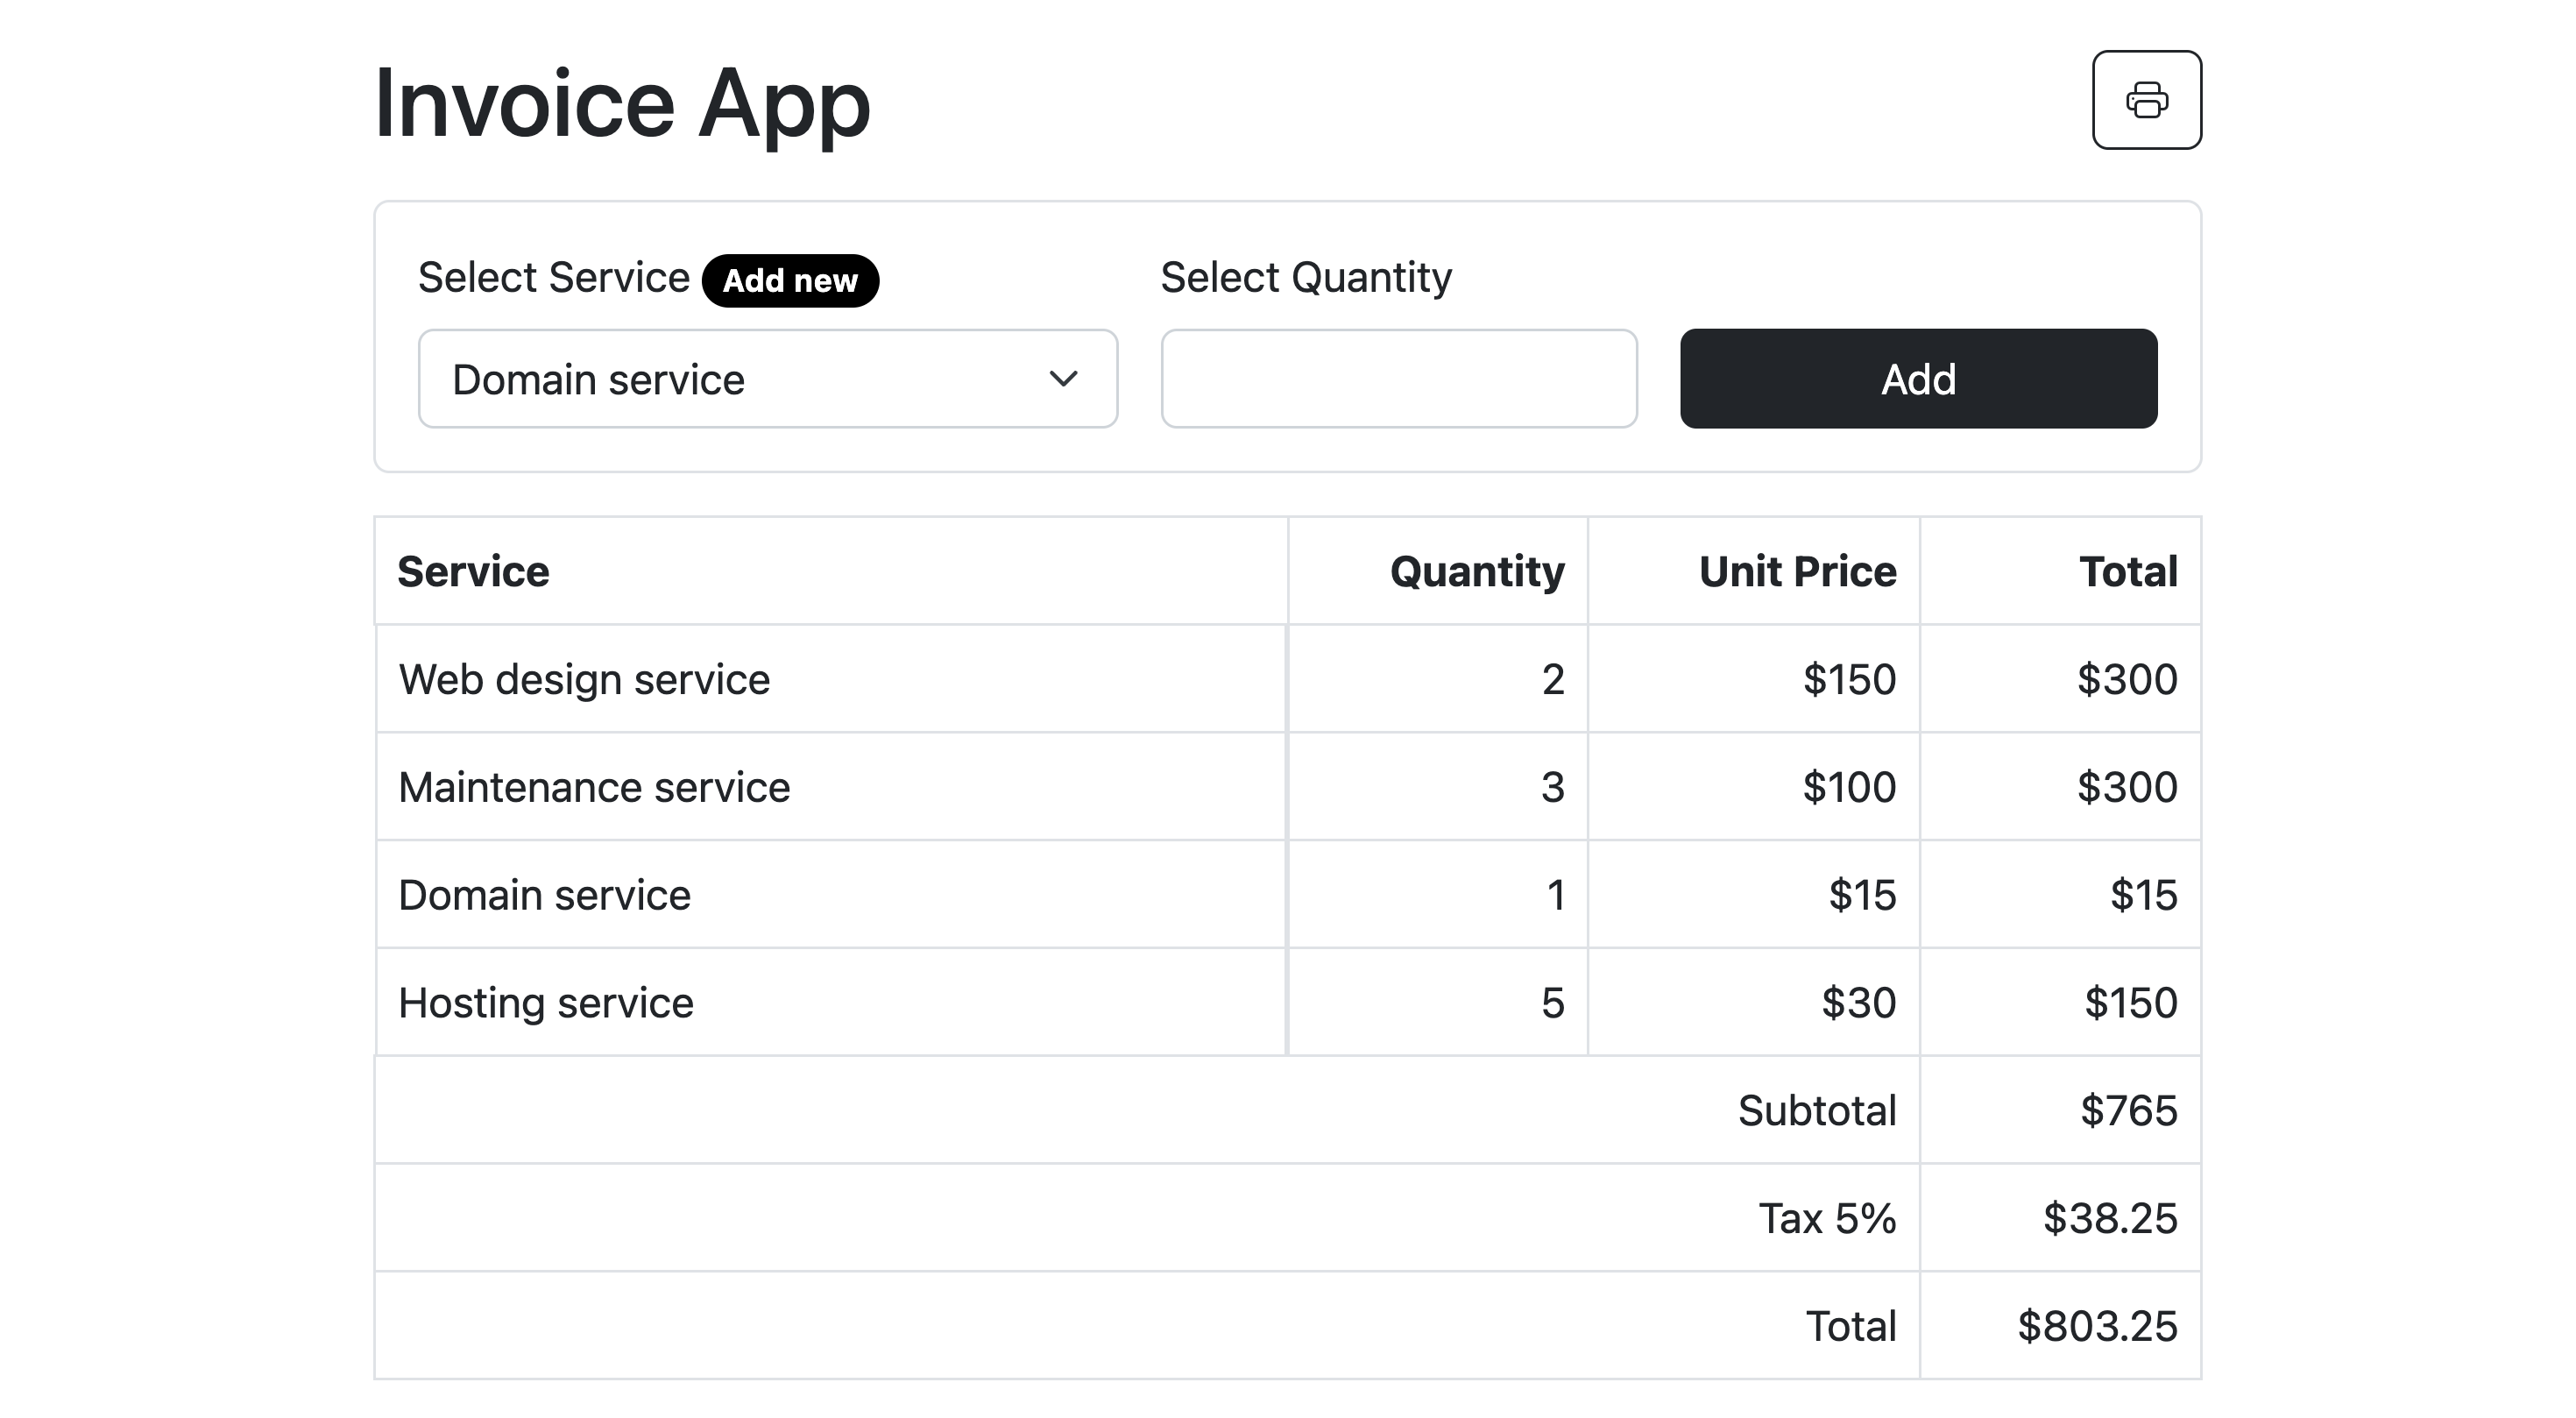 Invoice App
Select Service Add new
Select Quantity
Domain service
Add
Service Quantity Unit Price Total
Web design service 2 $150 $300
Maintenance service 3 $100 $300
Domain service 1 $15 $15
Hosting service 5 $30 $150
Subtotal $765
Tax 5% $38.25
Total $803.25